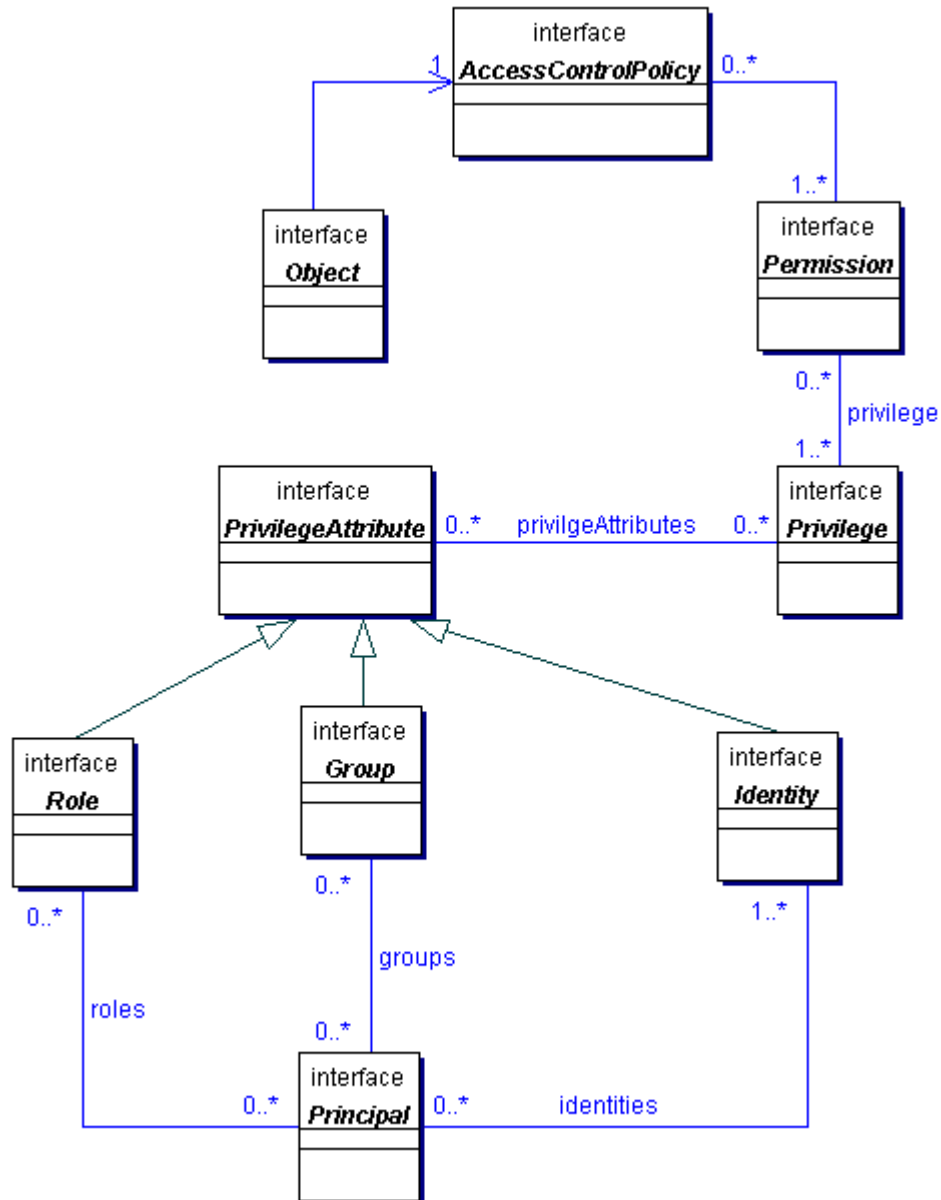 interface
AccessControlPolicy
1
0..*
1..*
interface
Object
interface
Permission
0..*
privilege
1..*
interface
PrivilegeAttribute
0..*
privilgeAttributes
0..*
interface
Privilege
interface
Role
interface
Group
interface
Identity
0..*
0..*
1..*
groups
roles
0..*
interface
Principal
0..*
0..*
identities